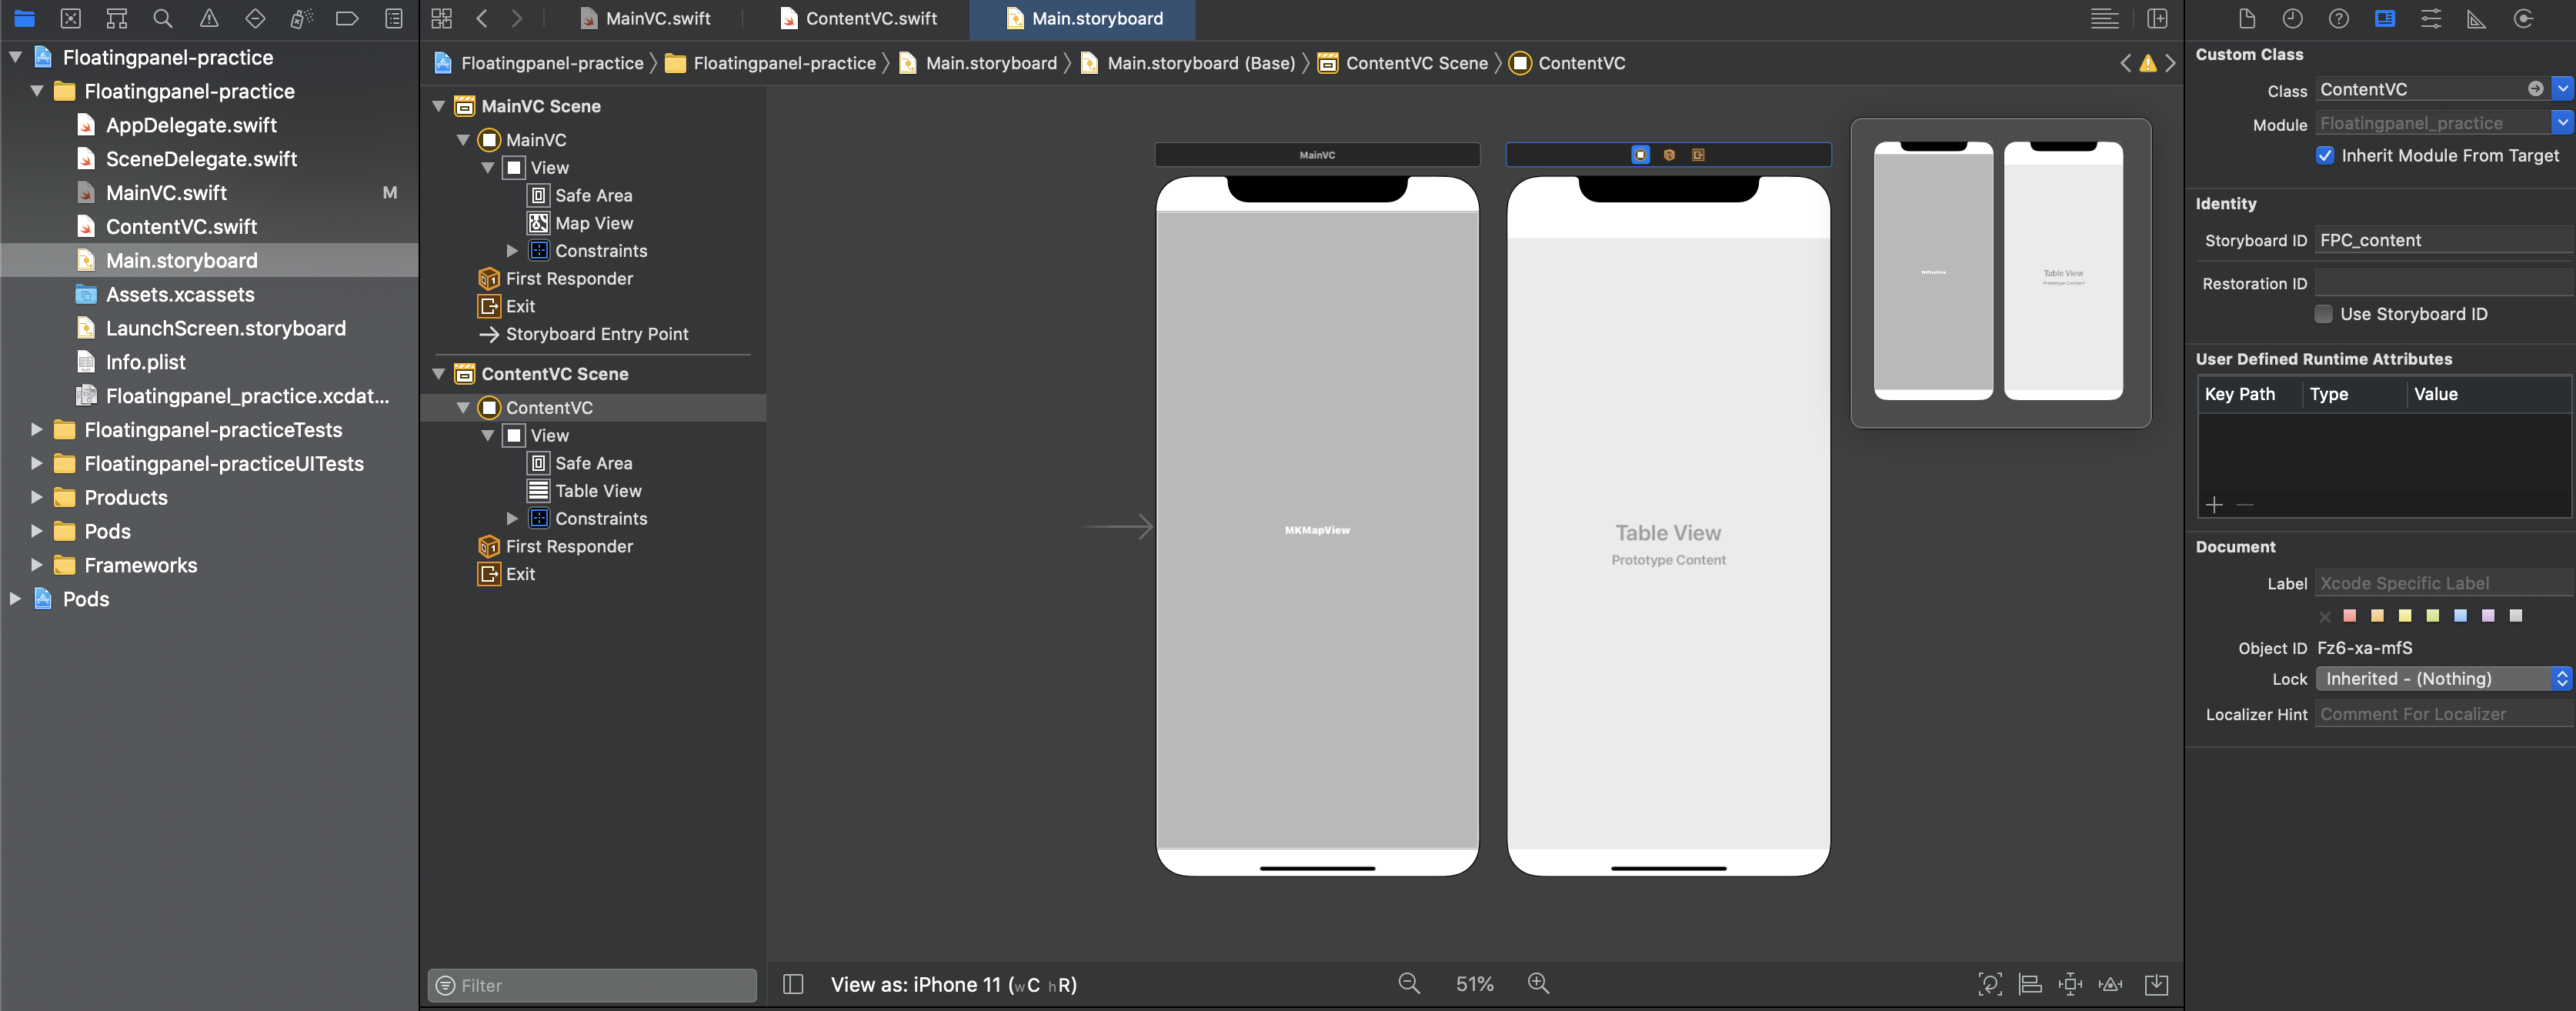 MainVC.swift
ContentVC.swift
Main.storyboard
Floatingpanel-practice
Floatingpanel-practice
AppDelegate.swift
SceneDelegate.swift
MainVC.swift M
ContentVC.swift
Main.storyboard
Assets.xcassets
LaunchScreen.storyboard
Info.plist
Floatingpanel_practice.xcdat...
Floatingpanel-practiceTests
Floatingpanel-practiceUITests
Products
Pods
Frameworks
Pods
Floatingpanel-practice Floatingpanel-practice Main.storyboard Main.storyboard (Base) ContentVC Scene ContentVC
MainVC Scene
MainVC
View
Safe Area
Map View
Constraints
First Responder
Exit
Storyboard Entry Point
ContentVC Scene
ContentVC
View
Safe Area
Table View
Constraints
First Responder
Exit
Filter
MainVC
MKMapView
Table View
Prototype Content
MKMapView
Table View
Prototype Content
View as: iPhone 11 (wC hR)
51%
Custom Class
Class ContentVC
Module Floatingpanel_practice
Inherit Module From Target
Identity
Storyboard ID FPC_content
Restoration ID
Use Storyboard ID
User Defined Runtime Attributes
Key Path Type Value
Document
Label Xcode Specific Label
Object ID Fz6-xa-mfS
Lock Inherited - (Nothing)
Localizer Hint Comment For Localizer